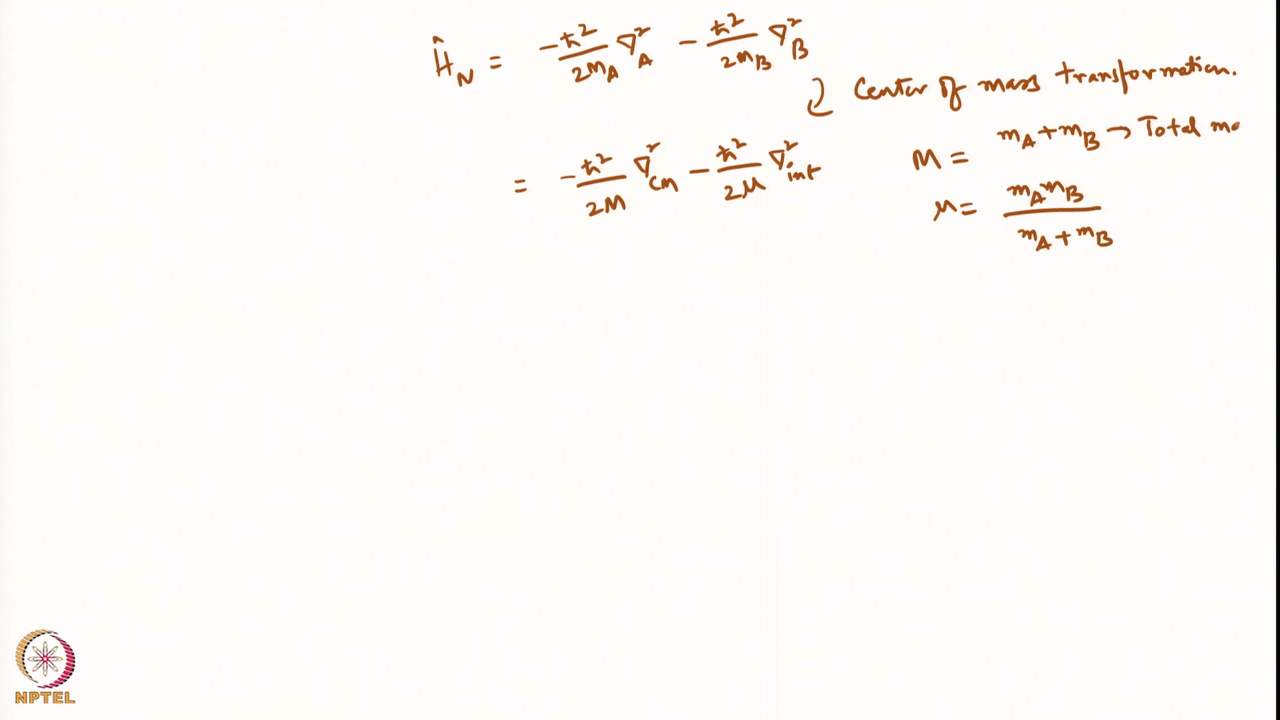 Ĥ_N = -ħ²/2m_A ∇²_A - ħ²/2m_B ∇²_B
Center of mass transformation.
= -ħ²/2M ∇²_CM - ħ²/2μ ∇²_int
M = m_A + m_B → Total ma
μ = m_A m_B / m_A + m_B
NPTEL